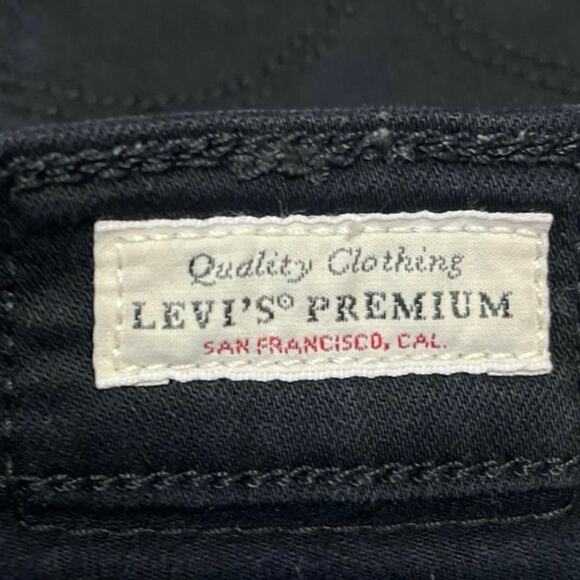 Quality Clothing
LEVI'S® PREMIUM
SAN FRANCISCO, CAL.